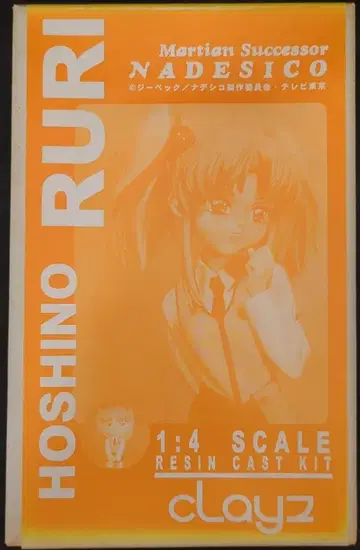 HOSHINO RURI
Martian Successor
NADESICO
©ジーベック／ナデシコ製作委員会・テレビ東京
1:4 SCALE
RESIN CAST KIT
cLayz